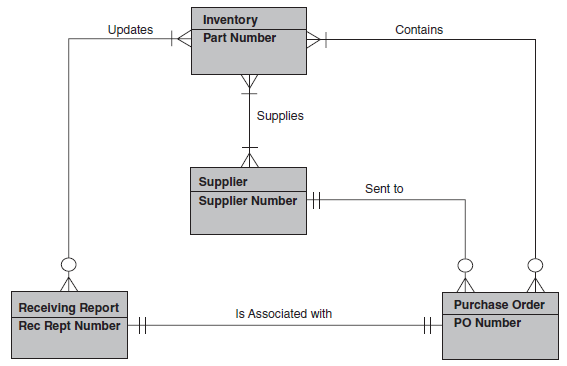 Inventory
Part Number
Updates
Contains
Supplies
Supplier
Supplier Number
Sent to
Receiving Report
Rec Rept Number
Is Associated with
Purchase Order
PO Number